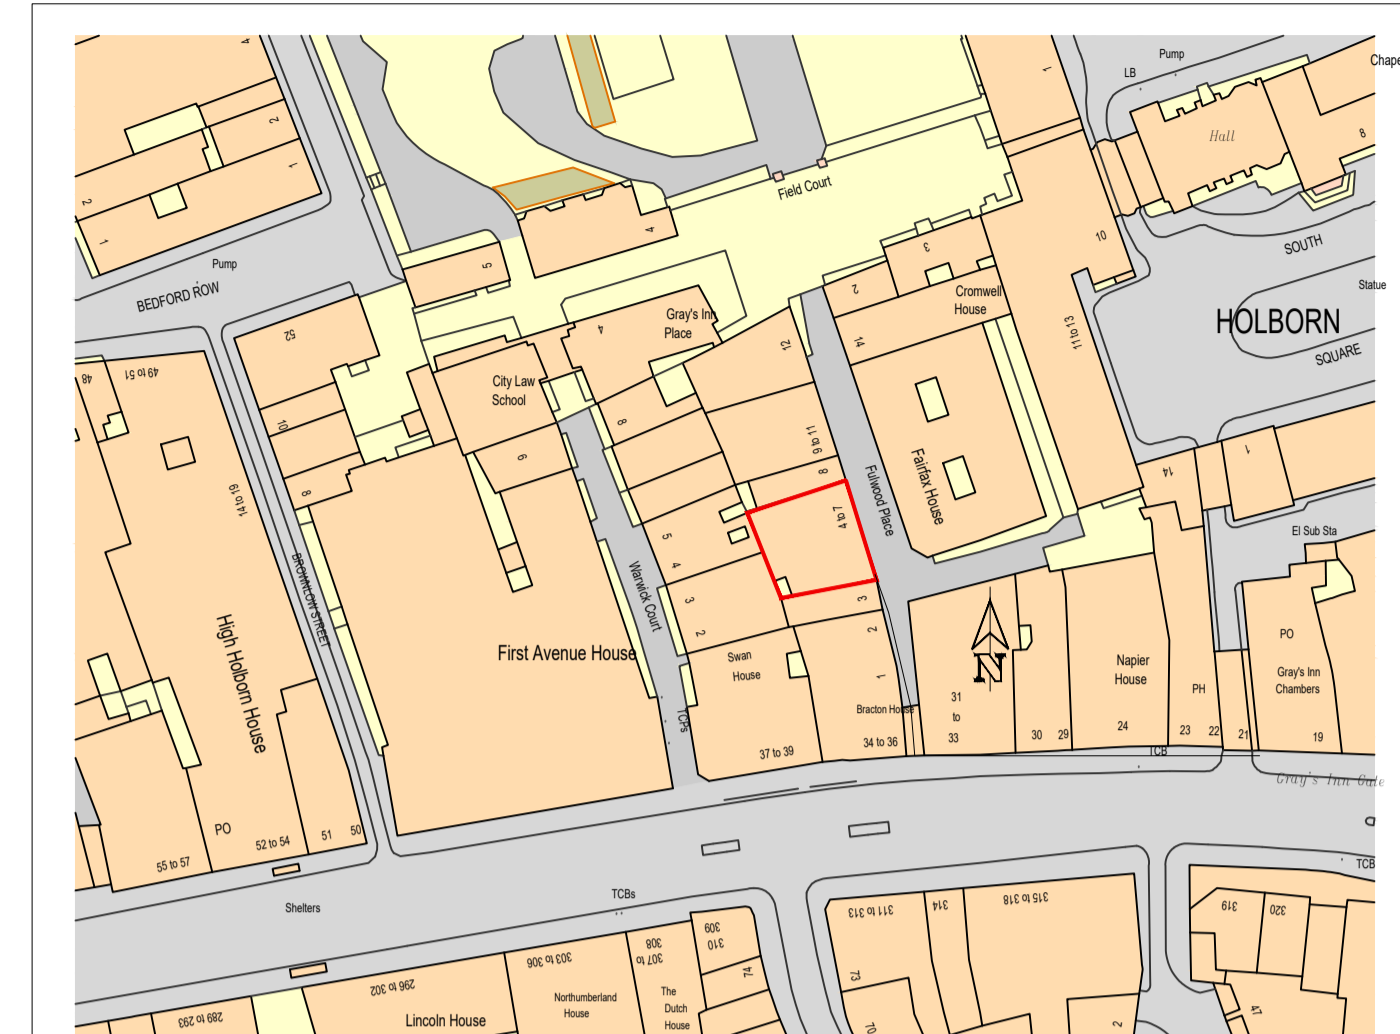 4
2
1
2
1
Pump
BEDFORD ROW
5
4
Field Court
1
Pump
LB
Hall
Chape
8
SOUTH
Statue
HOLBORN
SQUARE
10
11 to 13
3
2
Cromwell
House
14
Gray's Inn
Place
4
12
52
48
49 to 51
City Law
School
10
8
9
8
9 to 11
8
4 to 7
Fulwood Place
Fairfax House
14
1
El Sub Sta
14 to 19
BROWNLOW STREET
High Holborn House
First Avenue House
Warwick Court
5
4
3
2
3
2
1
Swan
House
TCPs
37 to 39
Bracton House
34 to 36
N
31
to
33
30
29
Napier
House
24
PH
23
22
21
PO
Gray's Inn
Chambers
19
TCB
Gray's Inn Gate
TCB
PO
55 to 57
52 to 54
51
50
Shelters
TCBs
289 to 293
296 to 302
Lincoln House
303 to 306
Northumberland
House
307 to
308
The
Dutch
House
309
310
74
311 to 313
314
315 to 318
73
70
2
319
320
47